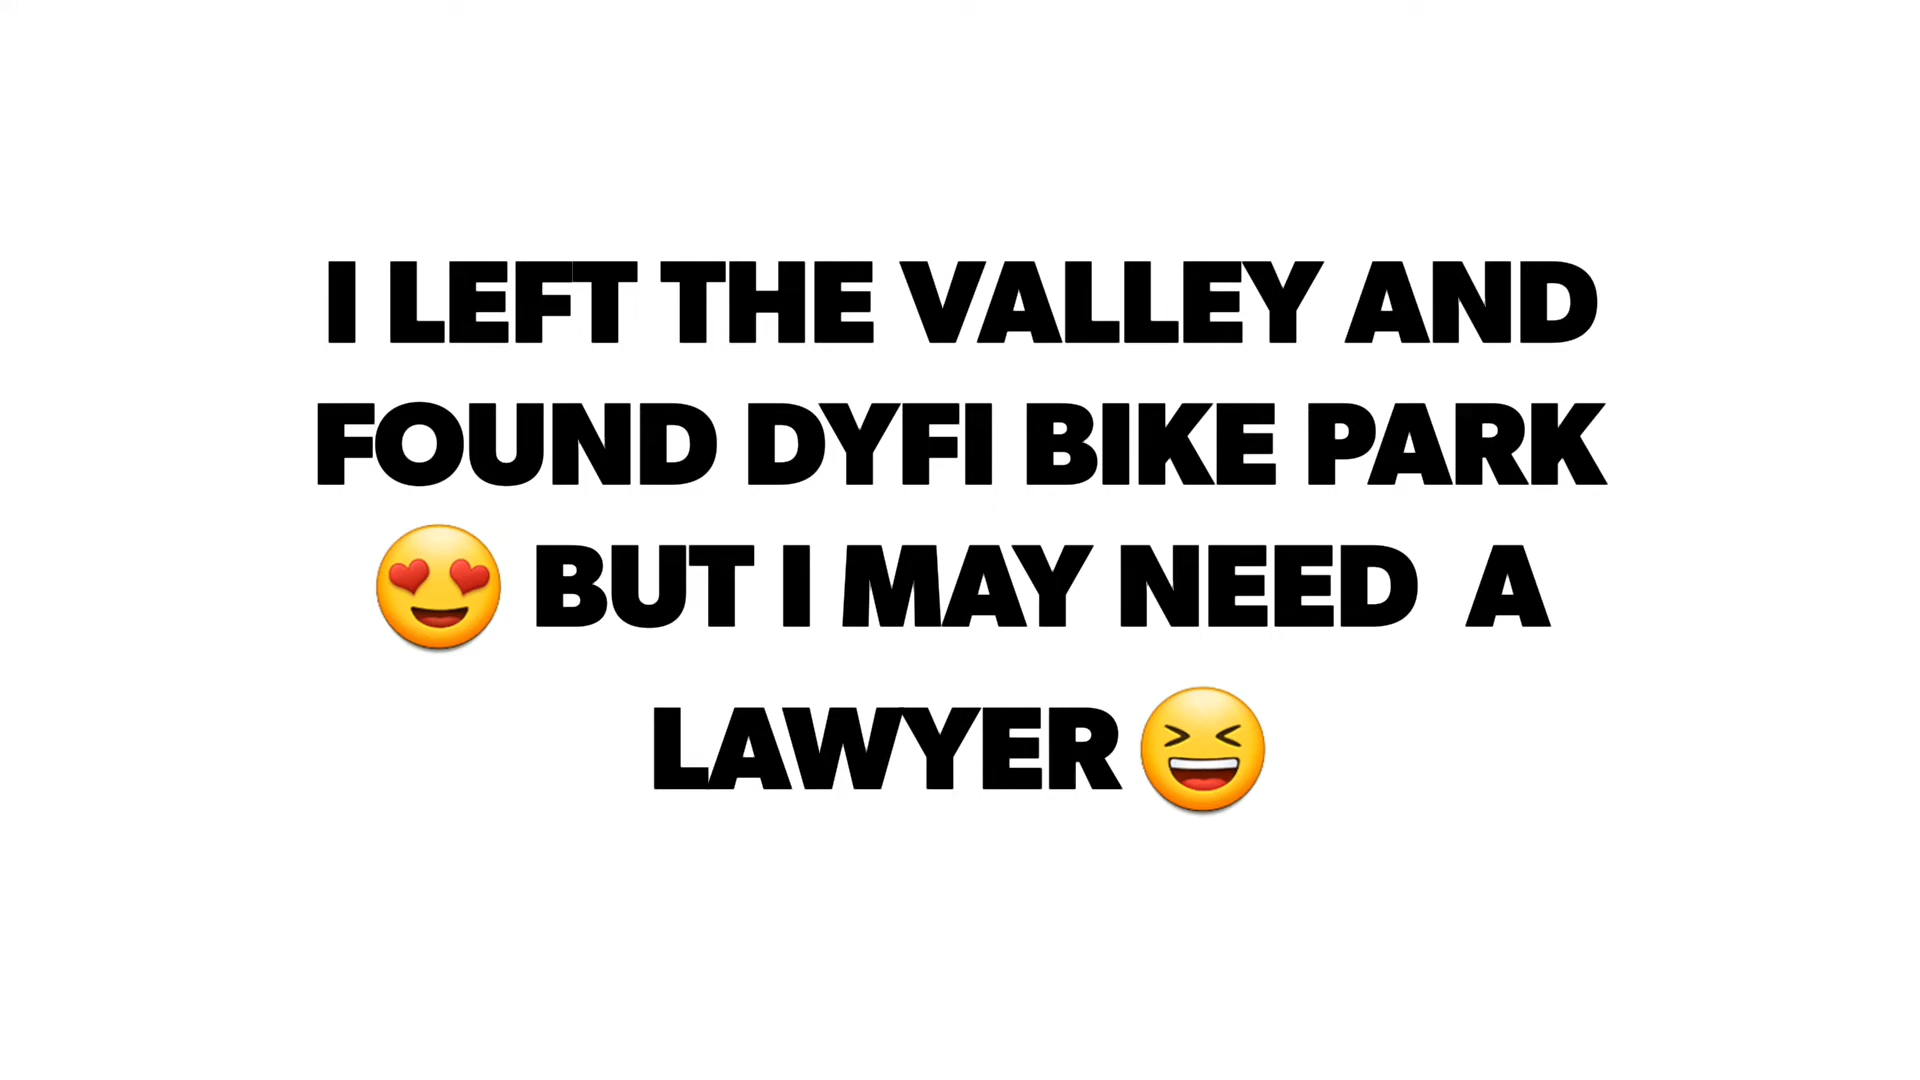 I LEFT THE VALLEY AND
FOUND DYFI BIKE PARK
😍 BUT I MAY NEED  A
LAWYER😆